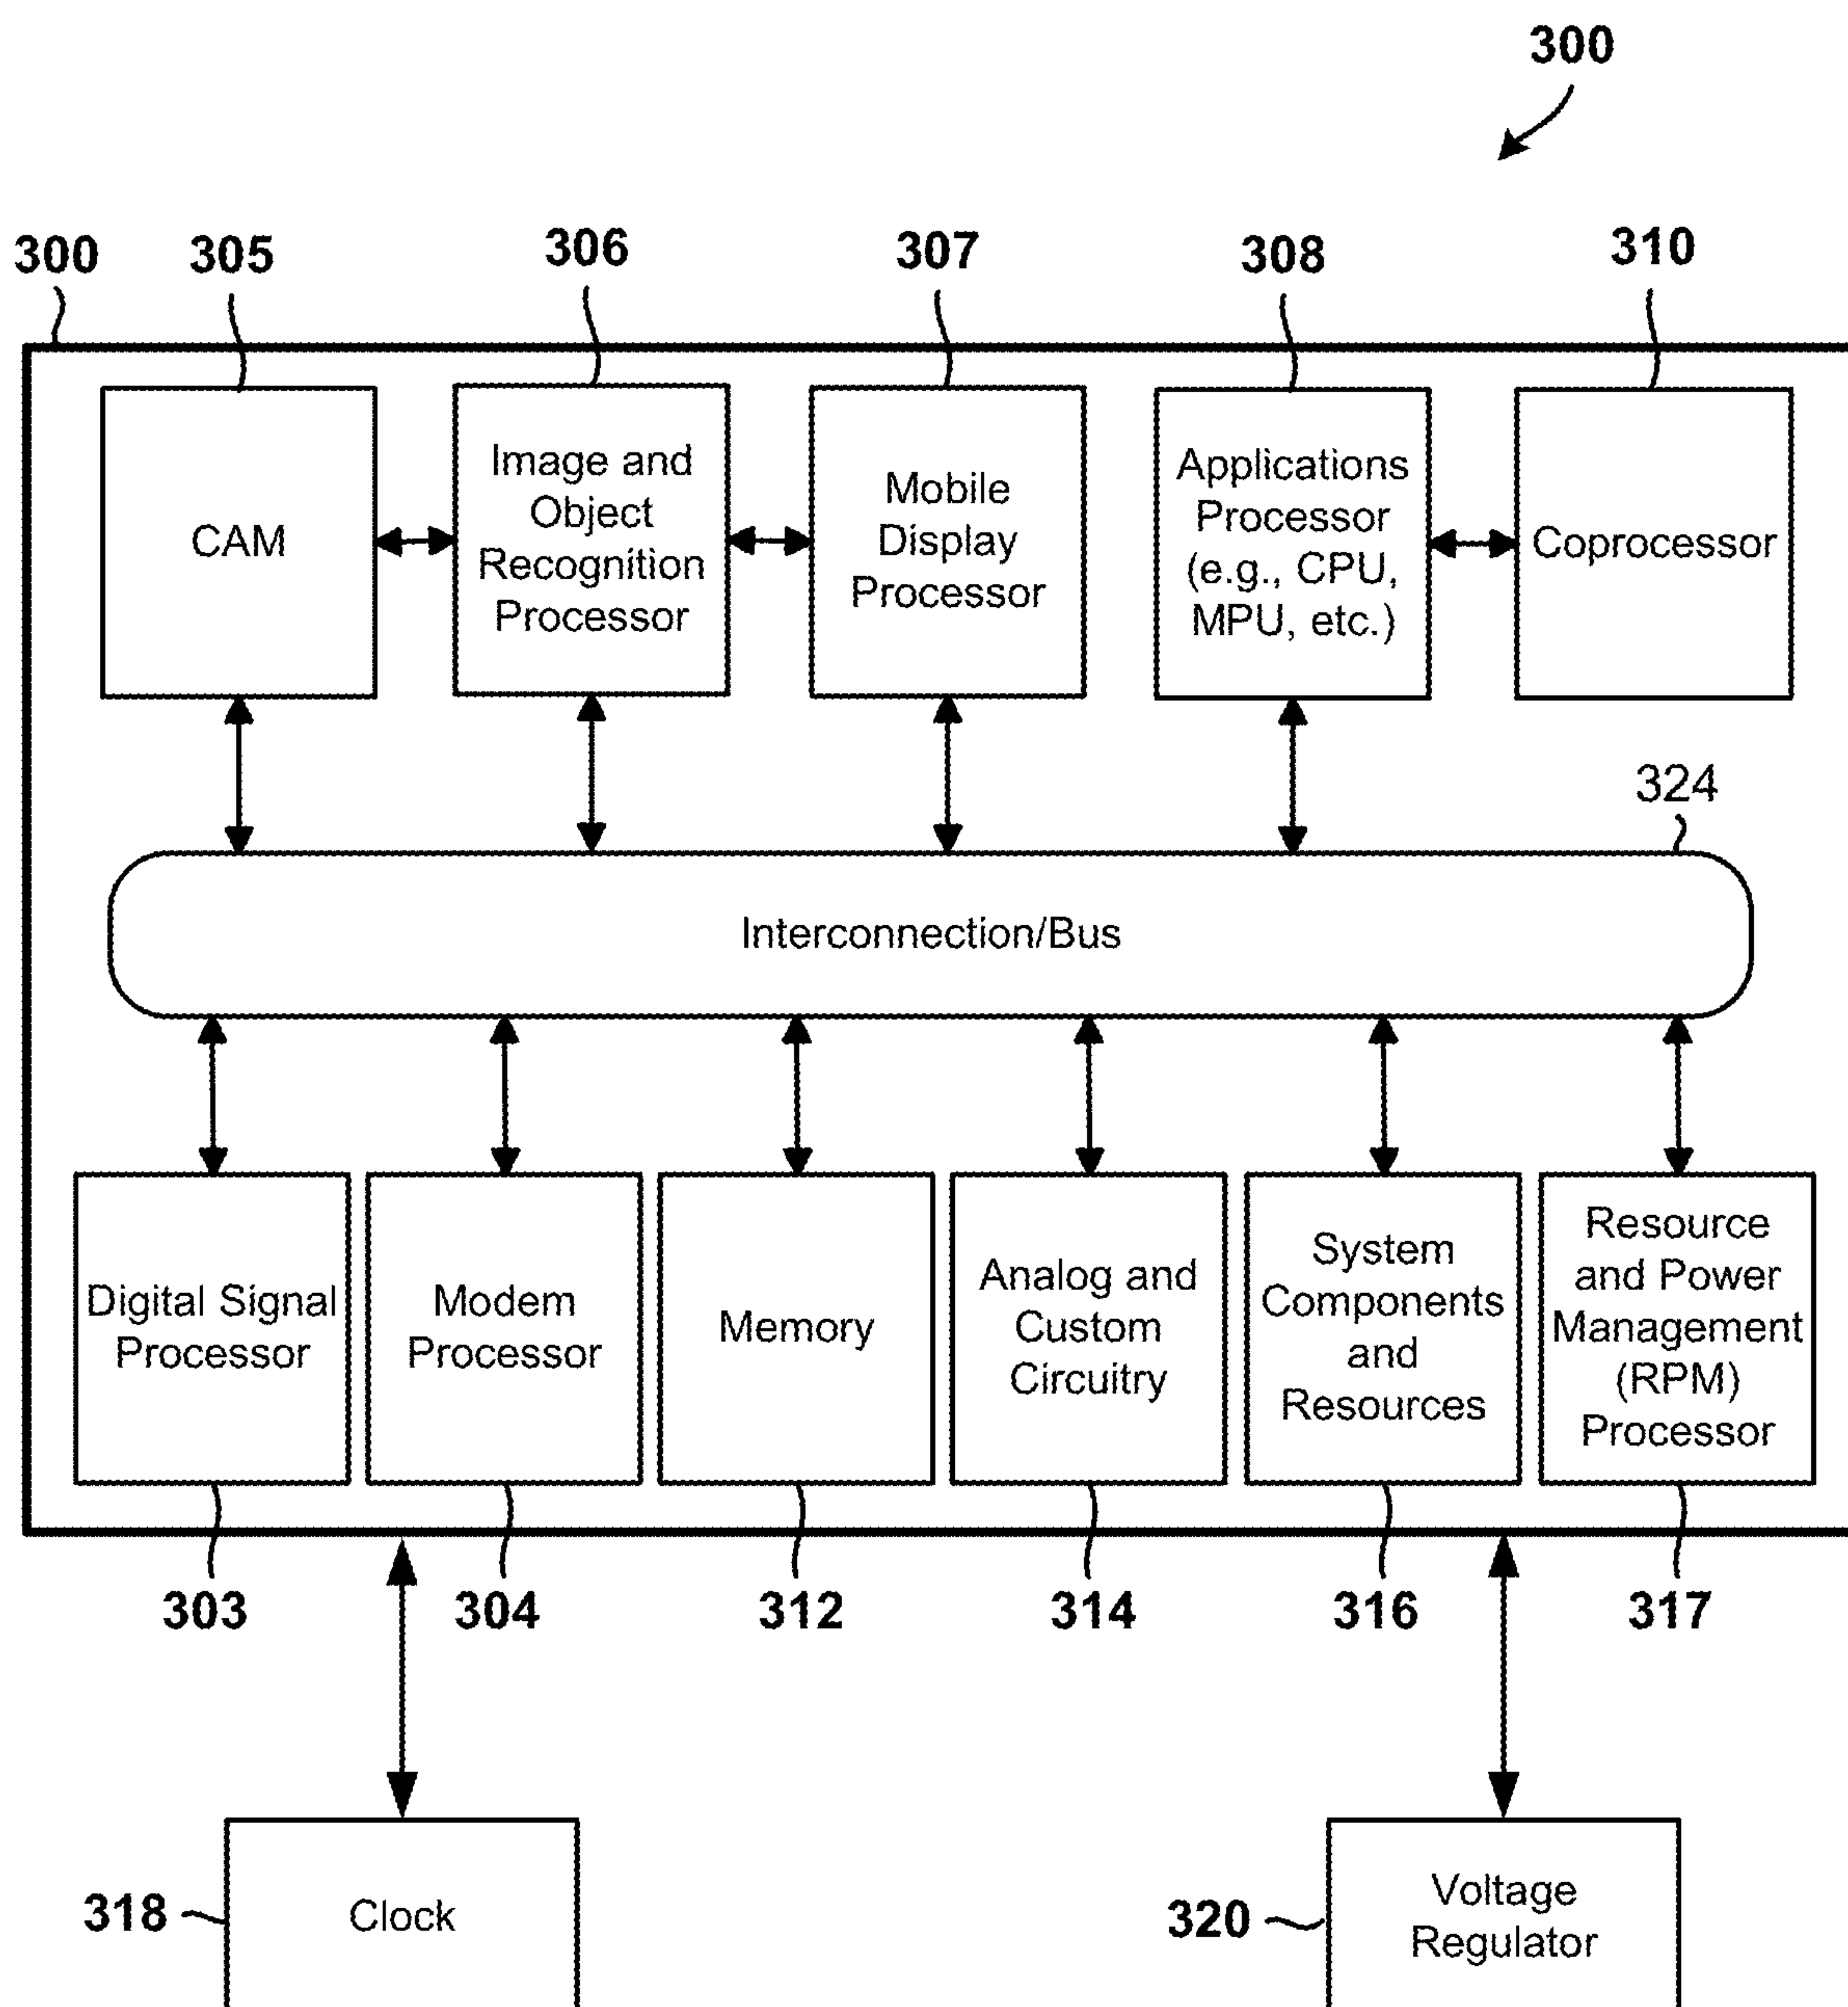 300
300
305
306
307
308
310
CAM
Image and
Object
Recognition
Processor
Mobile
Display
Processor
Applications
Processor
(e.g., CPU,
MPU, etc.)
Coprocessor
324
Interconnection/Bus
Digital Signal
Processor
Modem
Processor
Memory
Analog and
Custom
Circuitry
System
Components
and
Resources
Resource
and Power
Management
(RPM)
Processor
303
304
312
314
316
317
318
Clock
320
Voltage
Regulator